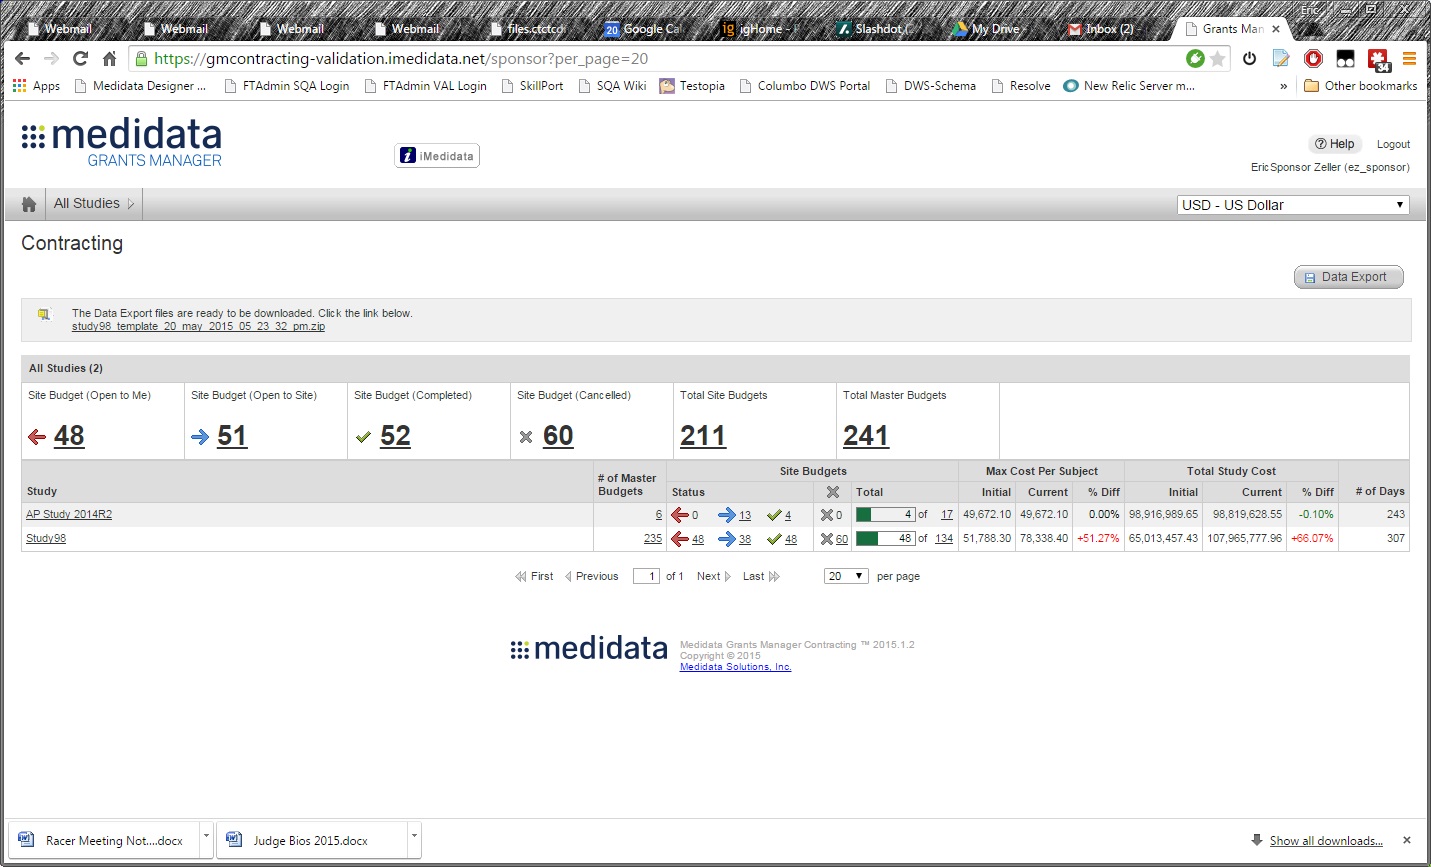 Eric
Webmail
Webmail
Webmail
Webmail
files.ctctcc
20 Google Cal
ig igHome -
Slashdot (
My Drive -
Inbox (2) -
Grants Man
https://gmcontracting-validation.imedidata.net/sponsor?per_page=20
34
Apps Medidata Designer ... FTAdmin SQA Login FTAdmin VAL Login SkillPort SQA Wiki Testopia Columbo DWS Portal DWS-Schema Resolve New Relic Server m... » Other bookmarks
medidata
GRANTS MANAGER
i iMedidata
? Help Logout
EricSponsor Zeller (ez_sponsor)
All Studies
USD - US Dollar
Contracting
Data Export
The Data Export files are ready to be downloaded. Click the link below.
study98_template_20_may_2015_05_23_32_pm.zip
All Studies (2)
Site Budget (Open to Me) Site Budget (Open to Site) Site Budget (Completed) Site Budget (Cancelled) Total Site Budgets Total Master Budgets
48 51 52 60 211 241
Study # of Master Budgets Site Budgets Max Cost Per Subject Total Study Cost # of Days
Status Total Initial Current % Diff Initial Current % Diff
AP Study 2014R2 6 0 13 4 0 4 of 17 49,672.10 49,672.10 0.00% 98,916,989.65 98,819,628.55 -0.10% 243
Study98 235 48 38 48 60 48 of 134 51,788.30 78,338.40 +51.27% 65,013,457.43 107,965,777.96 +66.07% 307
First Previous 1 of 1 Next Last 20 per page
medidata
Medidata Grants Manager Contracting ™ 2015.1.2
Copyright © 2015
Medidata Solutions, Inc.
Racer Meeting Not....docx Judge Bios 2015.docx Show all downloads...